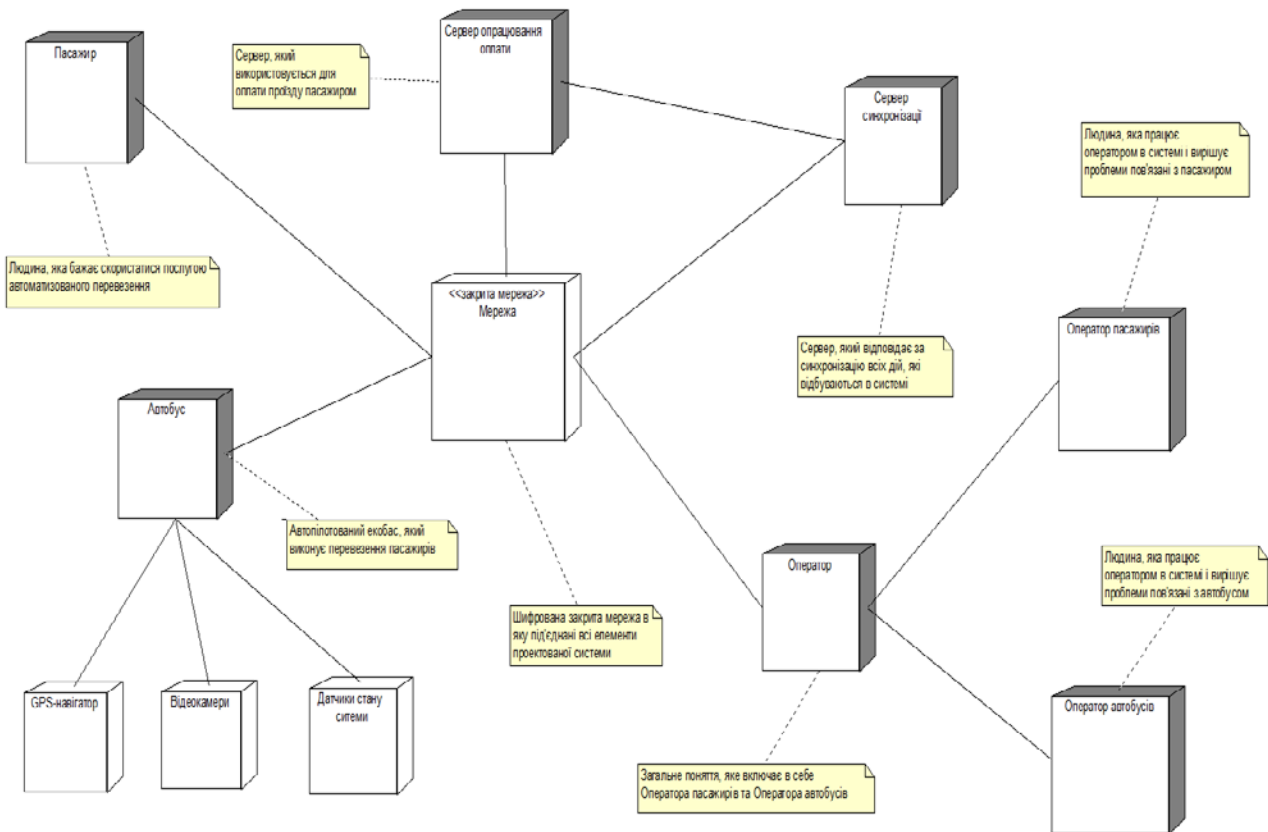 Пасажир
Сервер опрацювання
оплати
Сервер, який
використовується для
оплати проїзду пасажиром
Сервер
синхронізації
Людина, яка працює
оператором в системі і вирішує
проблеми пов'язані з пасажиром
Людина, яка бажає скористатися послугою
автоматизованого перевезення
<<закрита мережа>>
Мережа
Оператор пасажирів
Сервер, який відповідає за
синхронізацію всіх дій, які
відбуваються в системі
Автобус
Автопілотований екобас, який
виконує перевезення пасажирів
Оператор
Людина, яка працює
оператором в системі і вирішує
проблеми пов'язані з автобусом
Шифрована закрита мережа в
яку під'єднані всі елементи
проектованої системи
GPS-навігатор
Відеокамери
Датчики стану
ситеми
Оператор автобусів
Загальне поняття, яке включає в себе
Оператора пасажирів та Оператора автобусів